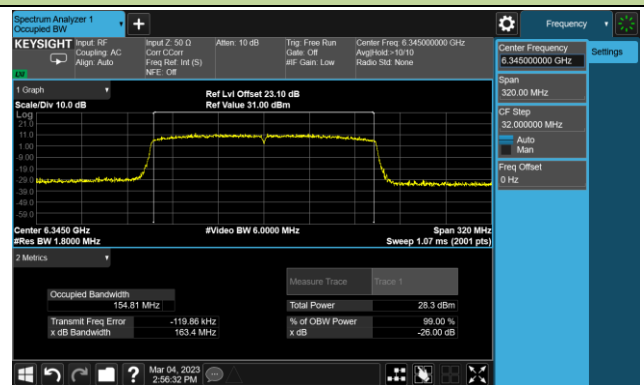 Spectrum Analyzer 1
Occupied BW
+
Frequency
KEYSIGHT
Input: RF
Coupling: AC
Align: Auto
Input Z: 50 Ω
Corr CCorr
Freq Ref: Int (S)
NFE: Off
Atten: 10 dB
Trig: Free Run
Gate: Off
#IF Gain: Low
Center Freq: 6.345000000 GHz
Avg|Hold:>10/10
Radio Std: None
Center Frequency
6.345000000 GHz
Settings
Span
320.00 MHz
CF Step
32.000000 MHz
Auto
Man
Freq Offset
0 Hz
1 Graph
Scale/Div 10.0 dB
Ref Lvl Offset 23.10 dB
Ref Value 31.00 dBm
Log
21.0
11.0
1.00
-9.00
-19.0
-29.0
-39.0
-49.0
-59.0
Center 6.3450 GHz
#Res BW 1.8000 MHz
#Video BW 6.0000 MHz
Span 320 MHz
Sweep 1.07 ms (2001 pts)
2 Metrics
Measure Trace Trace 1
Occupied Bandwidth
154.81 MHz
Total Power 28.3 dBm
Transmit Freq Error -119.86 kHz
% of OBW Power 99.00 %
x dB Bandwidth 163.4 MHz
x dB -26.00 dB
?
Mar 04, 2023
2:56:32 PM